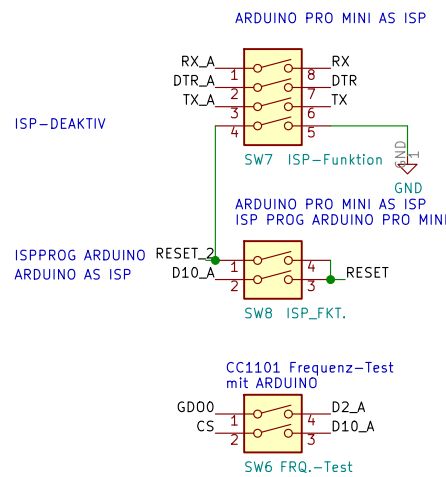 ARDUINO PRO MINI AS ISP
RX_A 1 8 RX
DTR_A 2 7 DTR
TX_A 3 6 TX
4 5
ISP-DEAKTIV
SW7 ISP-Funktion
GND 1
GND
ARDUINO PRO MINI AS ISP
ISP PROG ARDUINO PRO MINI
ISPPROG ARDUINO
ARDUINO AS ISP
RESET_2 1 4
D10_A 2 3 RESET
SW8 ISP_FKT.
CC1101 Frequenz-Test
mit ARDUINO
GDO0 1 4 D2_A
CS 2 3 D10_A
SW6 FRQ.-Test